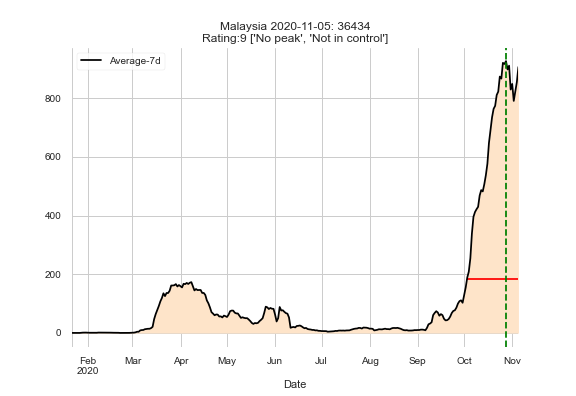 Malaysia 2020-11-05: 36434
Rating:9 ['No peak', 'Not in control']
Average-7d
800
600
400
200
0
Feb Mar Apr May Jun Jul Aug Sep Oct Nov
2020
Date